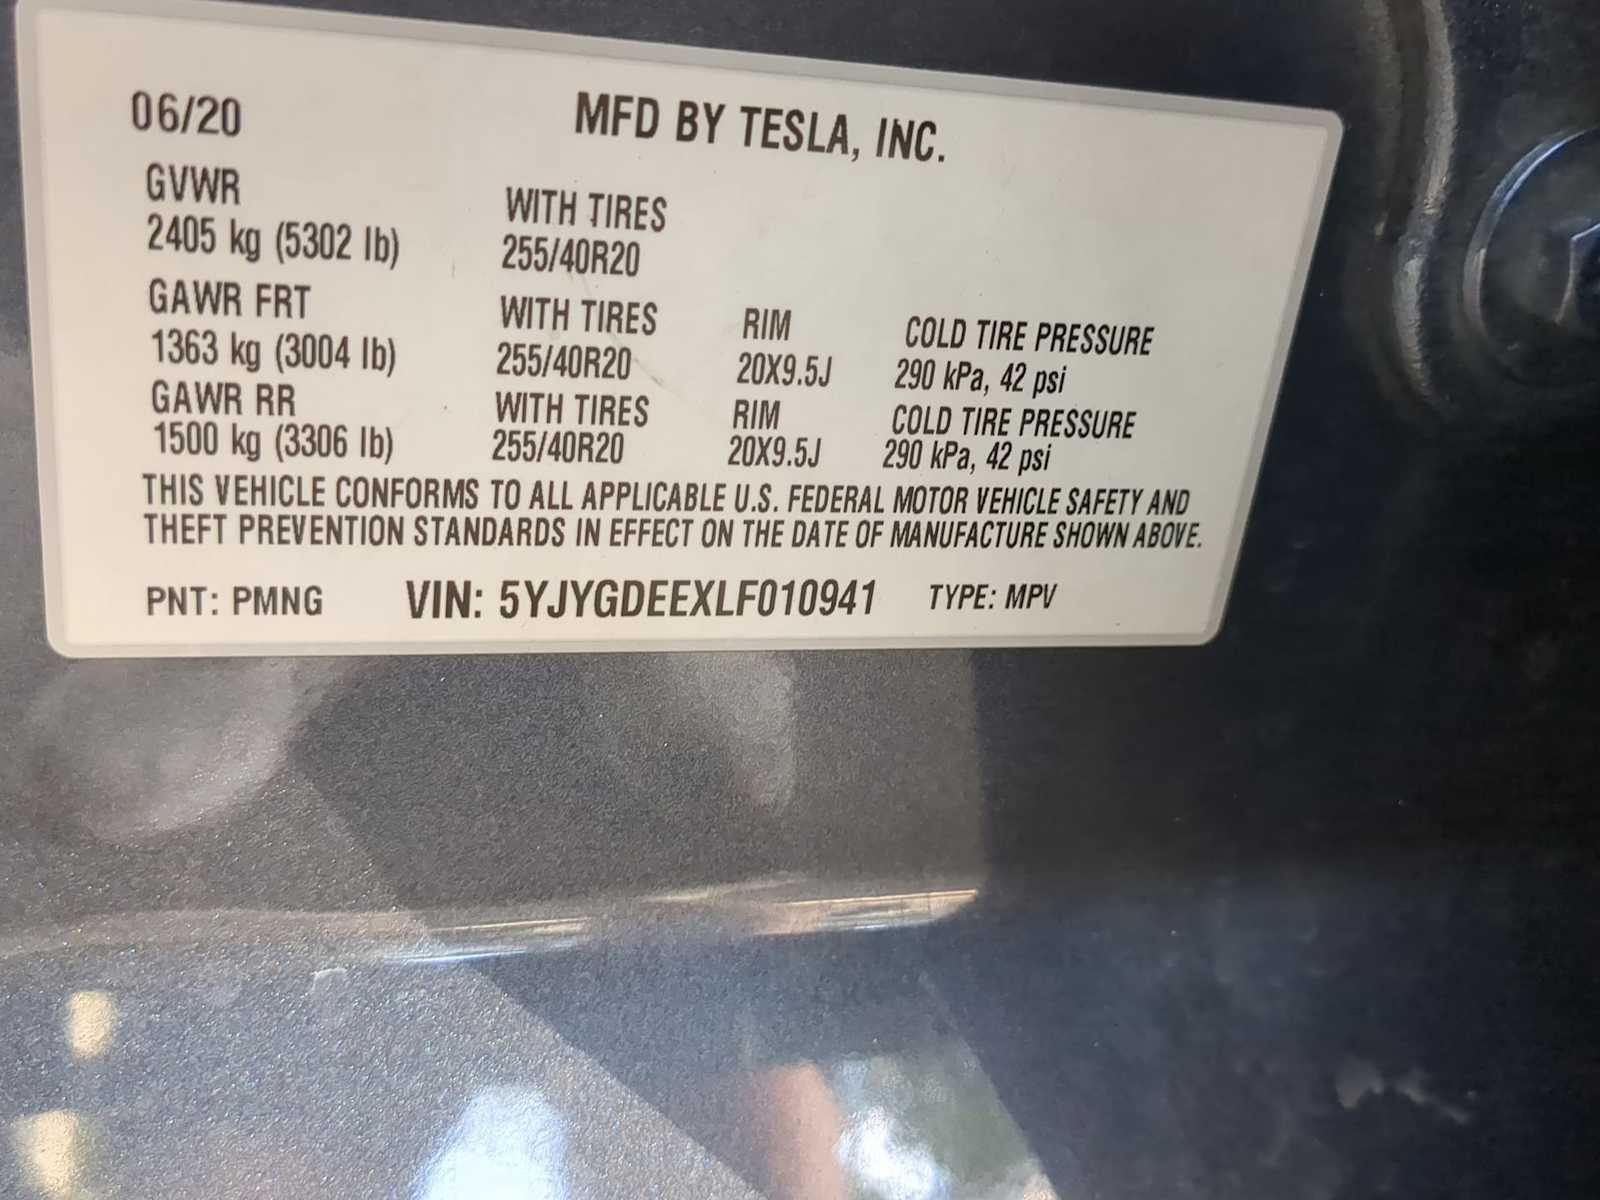 06/20 MFD BY TESLA, INC.
GVWR WITH TIRES
2405 kg (5302 lb) 255/40R20
GAWR FRT WITH TIRES RIM COLD TIRE PRESSURE
1363 kg (3004 lb) 255/40R20 20X9.5J 290 kPa, 42 psi
GAWR RR WITH TIRES RIM COLD TIRE PRESSURE
1500 kg (3306 lb) 255/40R20 20X9.5J 290 kPa, 42 psi
THIS VEHICLE CONFORMS TO ALL APPLICABLE U.S. FEDERAL MOTOR VEHICLE SAFETY AND
THEFT PREVENTION STANDARDS IN EFFECT ON THE DATE OF MANUFACTURE SHOWN ABOVE.
PNT: PMNG VIN: 5YJYGDEEXLF010941 TYPE: MPV